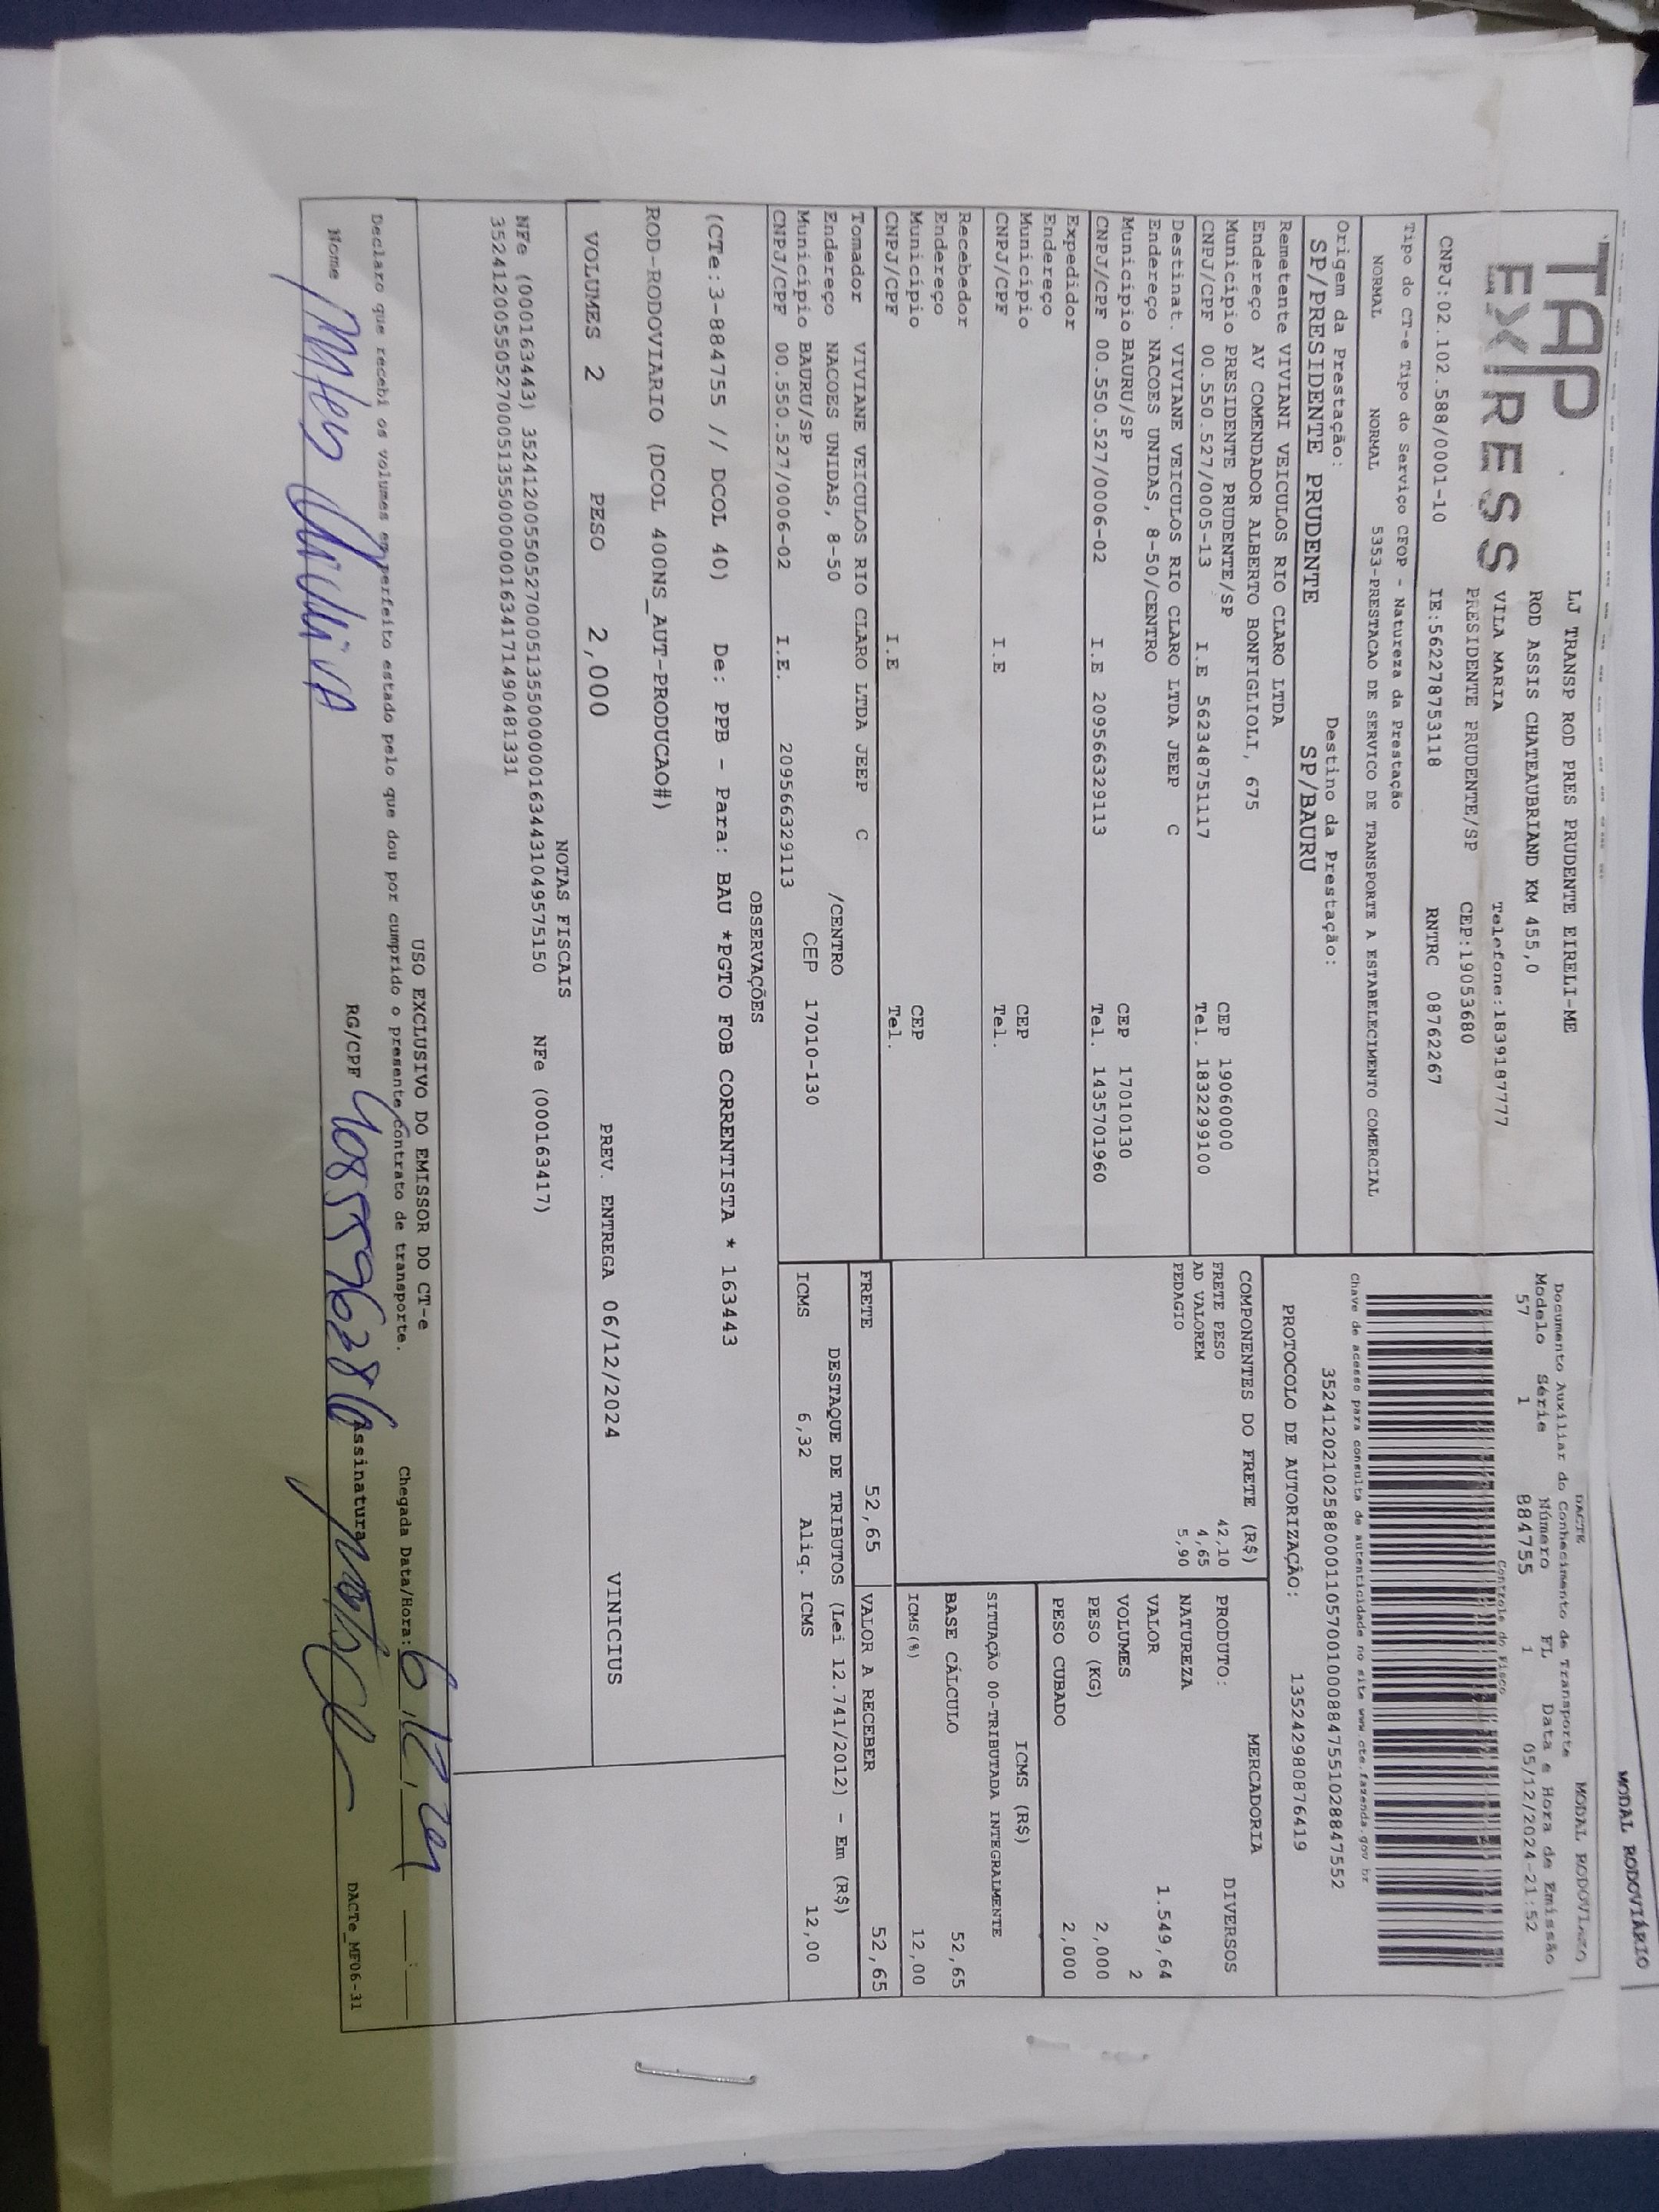 MODAL RODOVIÁRIO
TAP
EXPRESS
LJ TRANSP ROD PRES PRUDENTE EIRELI-ME
ROD ASSIS CHATEAUBRIAND KM 455,0
VILA MARIA Telefone:1839187777
PRESIDENTE PRUDENTE/SP CEP:19053680
CNPJ:02.102.588/0001-10 IE:562278753118 RNTRC 08762267
DACTE MODAL RODOVIÁRIO
Documento Auxiliar do Conhecimento de Transporte
Modelo Série Número FL Data e Hora de Emissão
57 1 884755 1 05/12/2024-21:52
Controle do Fisco
Chave de acesso para consulta de autenticidade no site www.cte.fazenda.gov.br
35241202102588000110570010008847551028847552
PROTOCOLO DE AUTORIZAÇÃO: 135242980876419
Tipo do CT-e Tipo do Serviço CFOP - Natureza da Prestação
NORMAL NORMAL 5353-PRESTACAO DE SERVICO DE TRANSPORTE A ESTABELECIMENTO COMERCIAL
Origem da Prestação: Destino da Prestação:
SP/PRESIDENTE PRUDENTE SP/BAURU
Remetente VIVIANI VEICULOS RIO CLARO LTDA
Endereço AV COMENDADOR ALBERTO BONFIGLIOLI, 675
Município PRESIDENTE PRUDENTE/SP CEP 19060000
CNPJ/CPF 00.550.527/0005-13 I.E 562348751117 Tel. 1832299100
Destinat. VIVIANE VEICULOS RIO CLARO LTDA JEEP C
Endereço NACOES UNIDAS, 8-50/CENTRO
Município BAURU/SP CEP 17010130
CNPJ/CPF 00.550.527/0006-02 I.E 209566329113 Tel. 1435701960
Expedidor
Endereço
Município CEP
CNPJ/CPF I.E Tel.
Recebedor
Endereço
Município CEP
CNPJ/CPF I.E Tel.
Tomador VIVIANE VEICULOS RIO CLARO LTDA JEEP C
Endereço NACOES UNIDAS, 8-50 /CENTRO
Município BAURU/SP CEP 17010-130
CNPJ/CPF 00.550.527/0006-02 I.E. 209566329113
COMPONENTES DO FRETE (R$)
FRETE PESO 42,10
AD VALOREM 4,65
PEDAGIO 5,90
MERCADORIA
PRODUTO: DIVERSOS
NATUREZA
VALOR 1.549,64
VOLUMES 2
PESO (KG) 2,000
PESO CUBADO 2,000
ICMS (R$)
SITUAÇÃO 00-TRIBUTADA INTEGRALMENTE
BASE CÁLCULO 52,65
ICMS(%) 12,00
FRETE 52,65 VALOR A RECEBER 52,65
DESTAQUE DE TRIBUTOS (Lei 12.741/2012) - Em (R$)
ICMS 6,32 Aliq. ICMS 12,00
OBSERVAÇÕES
(CTe:3-884755 // DCOL 40) De: PPB - Para: BAU *PGTO FOB CORRENTISTA * 163443
ROD-RODOVIARIO (DCOL 400NS_AUT-PRODUCAO#)
VOLUMES 2 PESO 2,000 PREV. ENTREGA 06/12/2024 VINICIUS
NOTAS FISCAIS
NFe (000163443) 35241200550527000513550000001634431049575150 NFe (000163417)
35241200550527000513550000001634171490481331
USO EXCLUSIVO DO EMISSOR DO CT-e
Declaro que recebi os volumes em perfeito estado pelo que dou por cumprido o presente contrato de transporte. Chegada Data/Hora: 6/12/24 __:__
Nome RG/CPF Assinatura
DACTe_MF06-31